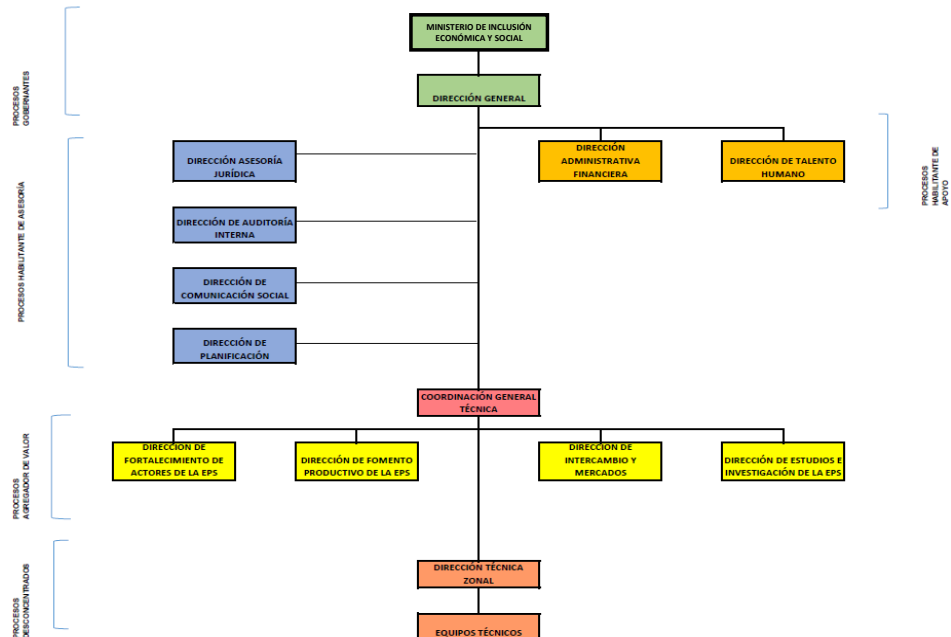 MINISTERIO DE INCLUSIÓN
ECONÓMICA Y SOCIAL
DIRECCIÓN GENERAL
PROCESOS
GOBERNANTES
DIRECCIÓN ASESORÍA
JURÍDICA
DIRECCIÓN
ADMINISTRATIVA
FINANCIERA
DIRECCIÓN DE TALENTO
HUMANO
PROCESOS
HABILITANTE DE
APOYO
DIRECCIÓN DE AUDITORÍA
INTERNA
PROCESOS HABILITANTE DE ASESORÍA
DIRECCIÓN DE
COMUNICACIÓN SOCIAL
DIRECCIÓN DE
PLANIFICACIÓN
COORDINACIÓN GENERAL
TÉCNICA
PROCESOS
AGREGADOR DE VALOR
DIRECCIÓN DE
FORTALECIMIENTO DE
ACTORES DE LA EPS
DIRECCIÓN DE FOMENTO
PRODUCTIVO DE LA EPS
DIRECCIÓN DE
INTERCAMBIO Y
MERCADOS
DIRECCIÓN DE ESTUDIOS E
INVESTIGACIÓN DE LA EPS
PROCESOS
DESCONCENTRADOS
DIRECCIÓN TÉCNICA
ZONAL
EQUIPOS TÉCNICOS